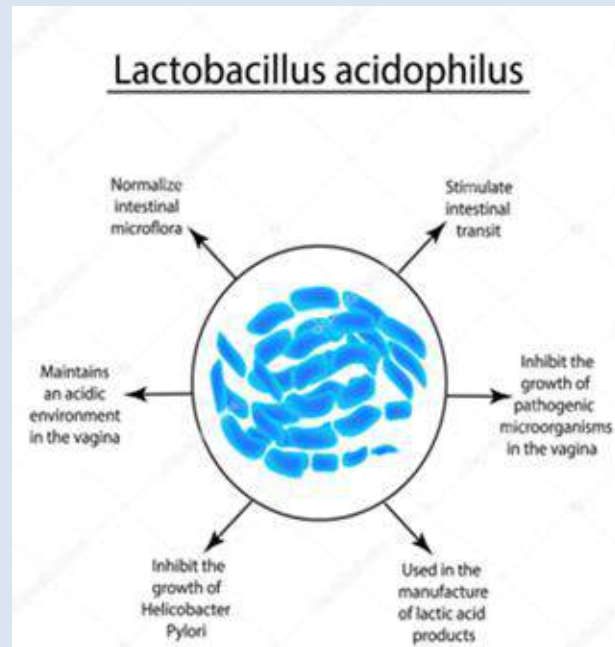 Lactobacillus acidophilus
Normalize
intestinal
microflora
Stimulate
intestinal
transit
Maintains
an acidic
environment
in the vagina
Inhibit the
growth of
pathogenic
microorganisms
in the vagina
Inhibit the
growth of
Helicobacter
Pylori
Used in the
manufacture
of lactic acid
products